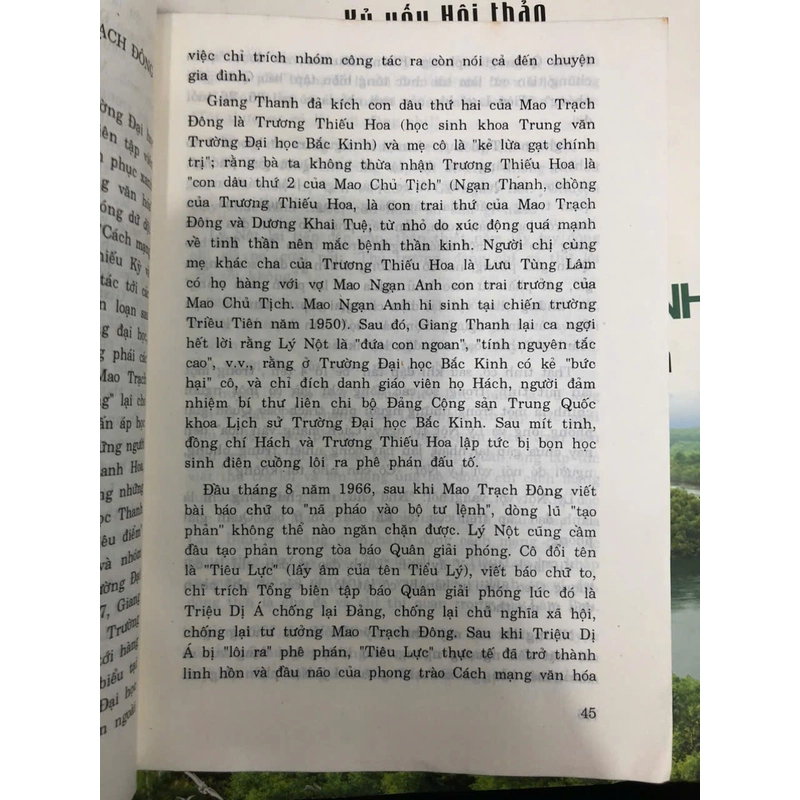 Kỷ yếu Hội thảo
ẠCH ĐÔNG
việc chỉ trích nhóm công tác ra còn nói cả đến chuyện
gia đình.
Giang Thanh đả kích con dâu thứ hai của Mao Trạch
Đông là Trương Thiếu Hoa (học sinh khoa Trung văn
Trường Đại học Bắc Kinh) và mẹ cô là "kẻ lừa gạt chính
trị"; rằng bà ta không thừa nhận Trương Thiếu Hoa là
"con dâu thứ 2 của Mao Chủ Tịch" (Ngạn Thanh, chồng
của Trương Thiếu Hoa, là con trai thứ của Mao Trạch
Đông và Dương Khai Tuệ, từ nhỏ do xúc động quá mạnh
về tinh thần nên mắc bệnh thần kinh. Người chị cùng
mẹ khác cha của Trương Thiếu Hoa là Lưu Tùng Lâm
có họ hàng với vợ Mao Ngạn Anh con trai trưởng của
Mao Chủ Tịch. Mao Ngạn Anh hi sinh tại chiến trường
Triều Tiên năm 1950). Sau đó, Giang Thanh lại ca ngợi
hết lời rằng Lý Nột là "đứa con ngoan", "tính nguyên tắc
cao", v.v., rằng ở Trường Đại học Bắc Kinh có kẻ "bức
hại" cô, và chỉ đích danh giáo viên họ Hách, người đảm
nhiệm bí thư liên chi bộ Đảng Cộng sản Trung Quốc
khoa Lịch sử Trường Đại học Bắc Kinh. Sau mít tinh,
đồng chí Hách và Trương Thiếu Hoa lập tức bị bọn học
sinh điên cuồng lôi ra phê phán đấu tố.
Đầu tháng 8 năm 1966, sau khi Mao Trạch Đông viết
bài báo chữ to "nã pháo vào bộ tư lệnh", dòng lũ "tạo
phản" không thể nào ngăn chặn được. Lý Nột cũng cầm
đầu tạo phản trong tòa báo Quân giải phóng. Cô đổi tên
là "Tiêu Lực" (lấy âm của tên Tiểu Lý), viết báo chữ to,
chỉ trích Tổng biên tập báo Quân giải phóng lúc đó là
Triệu Dị Á chống lại Đảng, chống lại chủ nghĩa xã hội,
chống lại tư tưởng Mao Trạch Đông. Sau khi Triệu Dị
Á bị "lôi ra" phê phán, "Tiêu Lực" thực tế đã trở thành
linh hồn và đầu não của phong trào Cách mạng văn hóa
45